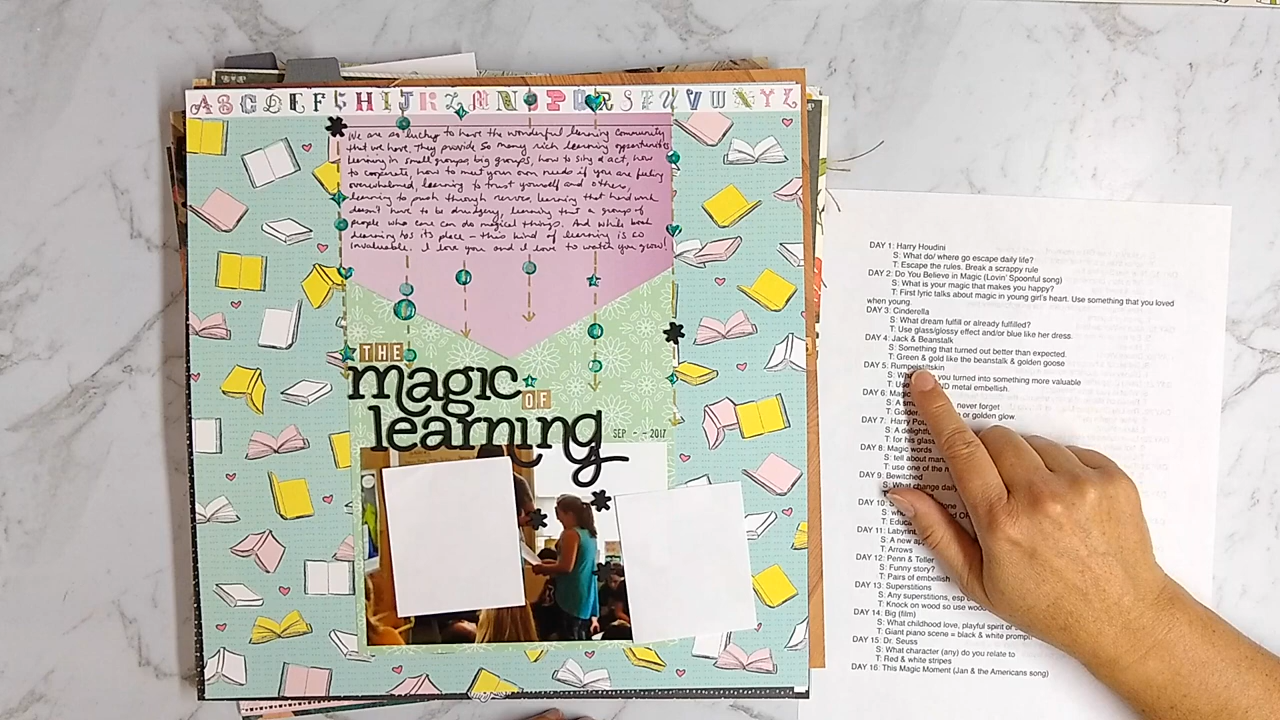 A B C D E F G H I J K L M N O P Q R S T U V W X Y Z
We are so lucky to have the wonderful learning community
that we have. They provide so many rich learning opportunities
learning in small groups, big groups, how to sing & act, how
to cooperate, how to meet your own needs if you are feeling
overwhelmed, learning to trust yourself and others,
learning to push through nerves, learning that hard work
doesn't have to be drudgery, learning that a group of
people who care can do magical things. And while book
learning has its place - this kind of learning is so
invaluable. I love you and I love to watch you grow!
THE
magic
OF
learning
SEP - - 2017
DAY 1: Harry Houdini
S: What do/ where go escape daily life?
T: Escape the rules. Break a scrappy rule
DAY 2: Do You Believe in Magic (Lovin' Spoonful song)
S: What is your magic that makes you happy?
T: First lyric talks about magic in young girl's heart. Use something that you loved
when young.
DAY 3: Cinderella
S: What dream fulfill or already fulfilled?
T: Use glass/glossy effect and/or blue like her dress.
DAY 4: Jack & Beanstalk
S: Something that turned out better than expected.
T: Green & gold like the beanstalk & golden goose
DAY 5:
S: you turned into something more valuable
T: metal embellish.
DAY 6: Magic
S: A never forget
T: or golden glow.
DAY 7: Harry
S: A
T: for his
DAY 8: Magic words
S: tell about
T: use one of the
DAY 9: Bewitched
S: What change
DAY 10:
S:
T:
DAY 11:
S: A new
T: Arrows
DAY 12: Penn & Teller
S: Funny story?
T: Pairs of embellish
DAY 13: Superstitions
S: Any superstitions,
T: Knock on wood so use
DAY 14: Big (film)
S: What childhood love, playful spirit
T: Giant piano scene = black & white
DAY 15: Dr. Seuss
S: What character (any) do you relate to
T: Red & white stripes
DAY 16: This Magic Moment (Jan & the Americans song)